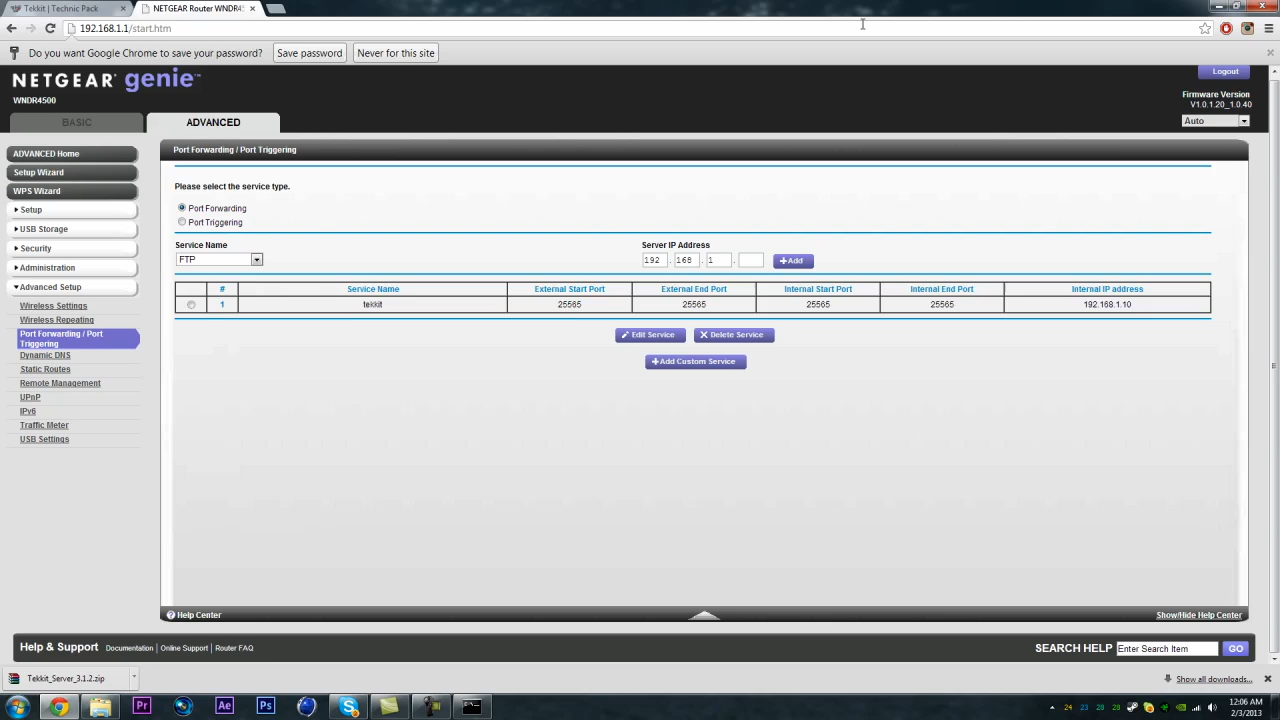 Tekkit | Technic Pack
NETGEAR Router WNDR45
192.168.1.1/start.htm
Do you want Google Chrome to save your password? Save password Never for this site
NETGEAR genie
WNDR4500
Logout
Firmware Version
V1.0.1.20_1.0.40
Auto
BASIC
ADVANCED
ADVANCED Home
Setup Wizard
WPS Wizard
Setup
USB Storage
Security
Administration
Advanced Setup
Wireless Settings
Wireless Repeating
Port Forwarding / Port
Triggering
Dynamic DNS
Static Routes
Remote Management
UPnP
IPv6
Traffic Meter
USB Settings
Port Forwarding / Port Triggering
Please select the service type.
Port Forwarding
Port Triggering
Service Name Server IP Address
FTP 192 . 168 . 1 . +Add
# Service Name External Start Port External End Port Internal Start Port Internal End Port Internal IP address
1 tekkit 25565 25565 25565 25565 192.168.1.10
Edit Service Delete Service
+Add Custom Service
Help Center Show/Hide Help Center
Help & Support Documentation | Online Support | Router FAQ SEARCH HELP Enter Search Item GO
Tekkit_Server_3.1.2.zip Show all downloads...
Pr Ae Ps
24 23 28 28
12:06 AM
2/3/2013